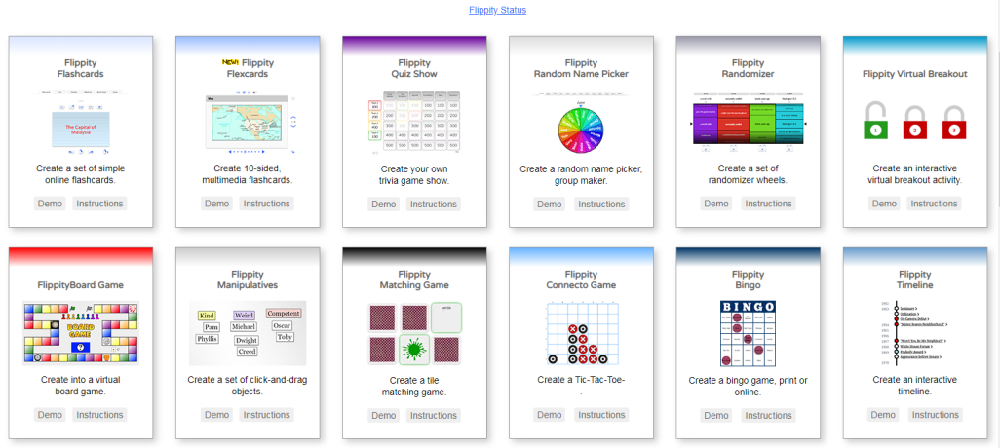 Flippity Status
Flippity
Flashcards
The Capital of
Malaysia
Create a set of simple
online flashcards.
Demo Instructions
NEW! Flippity
Flexcards
Create 10-sided,
multimedia flashcards.
Demo Instructions
Flippity
Quiz Show
Create your own
trivia game show.
Demo Instructions
Flippity
Random Name Picker
Create a random name picker,
group maker.
Demo Instructions
Flippity
Randomizer
Create a set of
randomizer wheels.
Demo Instructions
Flippity Virtual Breakout
1 2 3
Create an interactive
virtual breakout activity.
Demo Instructions
FlippityBoard Game
BOARD
GAME
?
Create into a virtual
board game.
Demo Instructions
Flippity
Manipulatives
Kind Weird Competent
Pam Michael Oscar
Phyllis Dwight Toby
Creed
Create a set of click-and-drag
objects.
Demo Instructions
Flippity
Matching Game
Create a tile
matching game.
Demo Instructions
Flippity
Connecto Game
Create a Tic-Tac-Toe-
.
Demo Instructions
Flippity
Bingo
BINGO
Create a bingo game, print or
online.
Demo Instructions
Flippity
Timeline
Create an interactive
timeline.
Demo Instructions